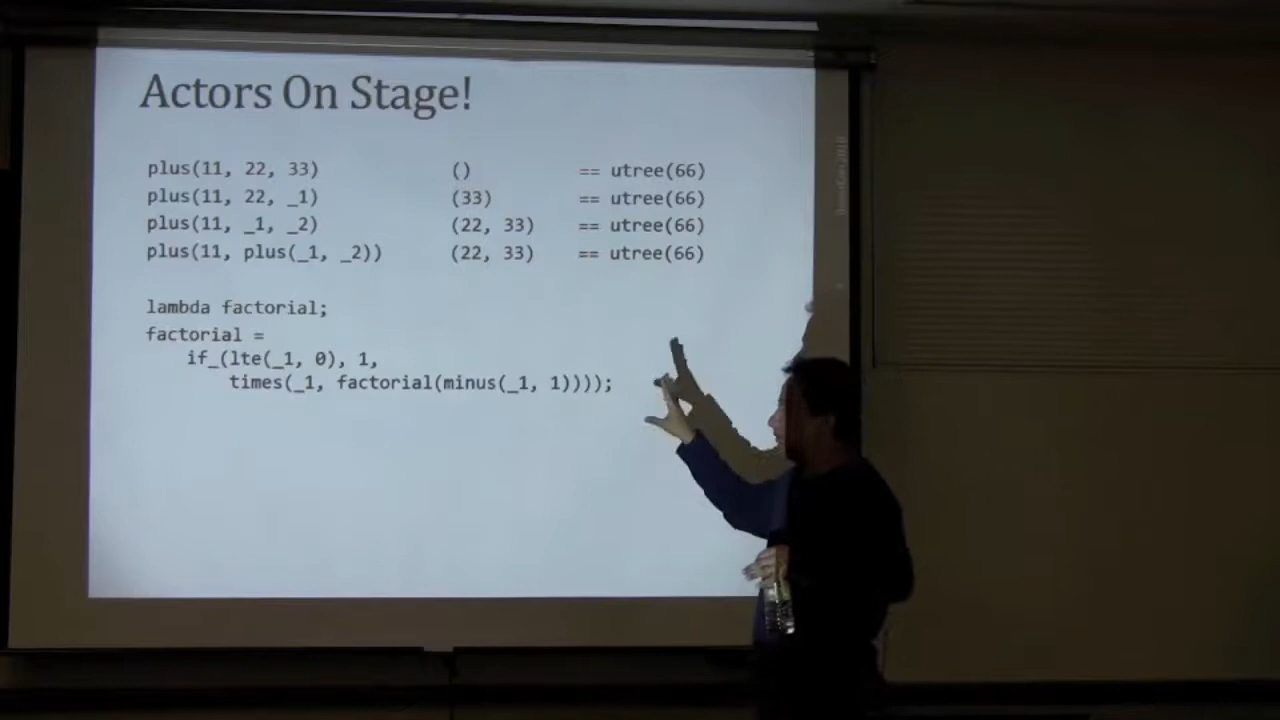 Actors On Stage!
plus(11, 22, 33) () == utree(66)
plus(11, 22, _1) (33) == utree(66)
plus(11, _1, _2) (22, 33) == utree(66)
plus(11, plus(_1, _2)) (22, 33) == utree(66)
lambda factorial;
factorial =
if_(lte(_1, 0), 1,
times(_1, factorial(minus(_1, 1))));